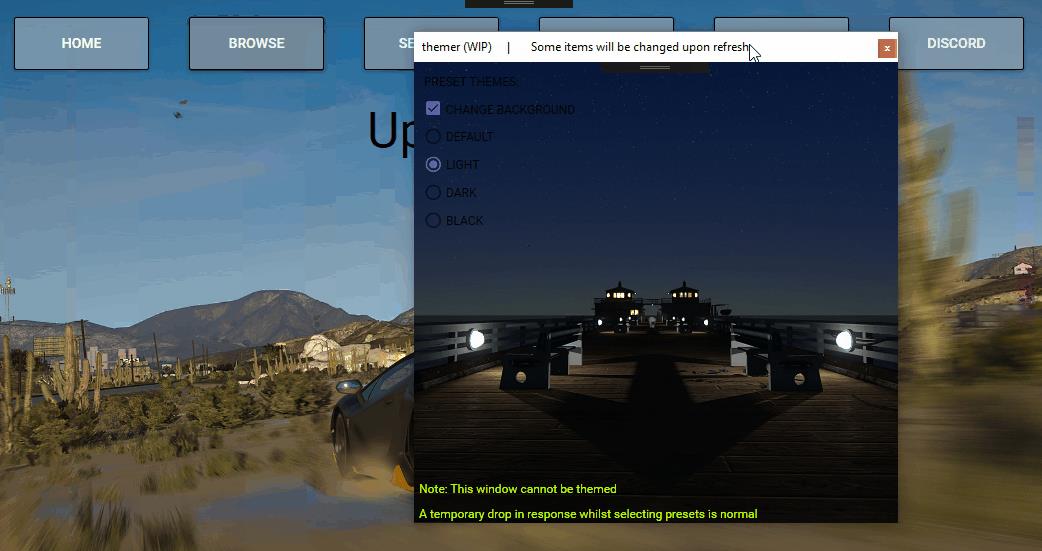 HOME
BROWSE
SE
DISCORD
themer (WIP) | Some items will be changed upon refresh
x
Up
PRESET THEMES:
CHANGE BACKGROUND
DEFAULT
LIGHT
DARK
BLACK
Note: This window cannot be themed
A temporary drop in response whilst selecting presets is normal